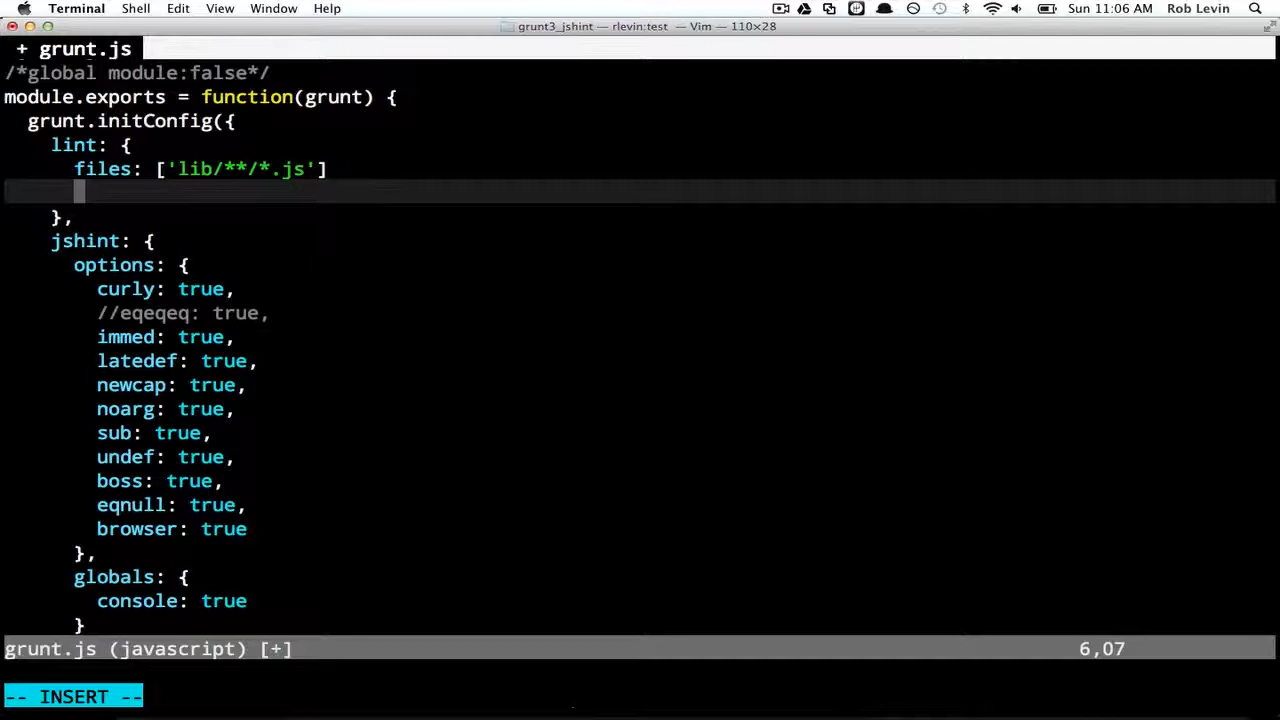 Terminal Shell Edit View Window Help Sun 11:06 AM Rob Levin
grunt3_jshint — rlevin:test — Vim — 110×28
+ grunt.js
/*global module:false*/
module.exports = function(grunt) {
grunt.initConfig({
lint: {
files: ['lib/**/*.js']
},
jshint: {
options: {
curly: true,
//eqeqeq: true,
immed: true,
latedef: true,
newcap: true,
noarg: true,
sub: true,
undef: true,
boss: true,
eqnull: true,
browser: true
},
globals: {
console: true
}
grunt.js (javascript) [+] 6,07
-- INSERT --